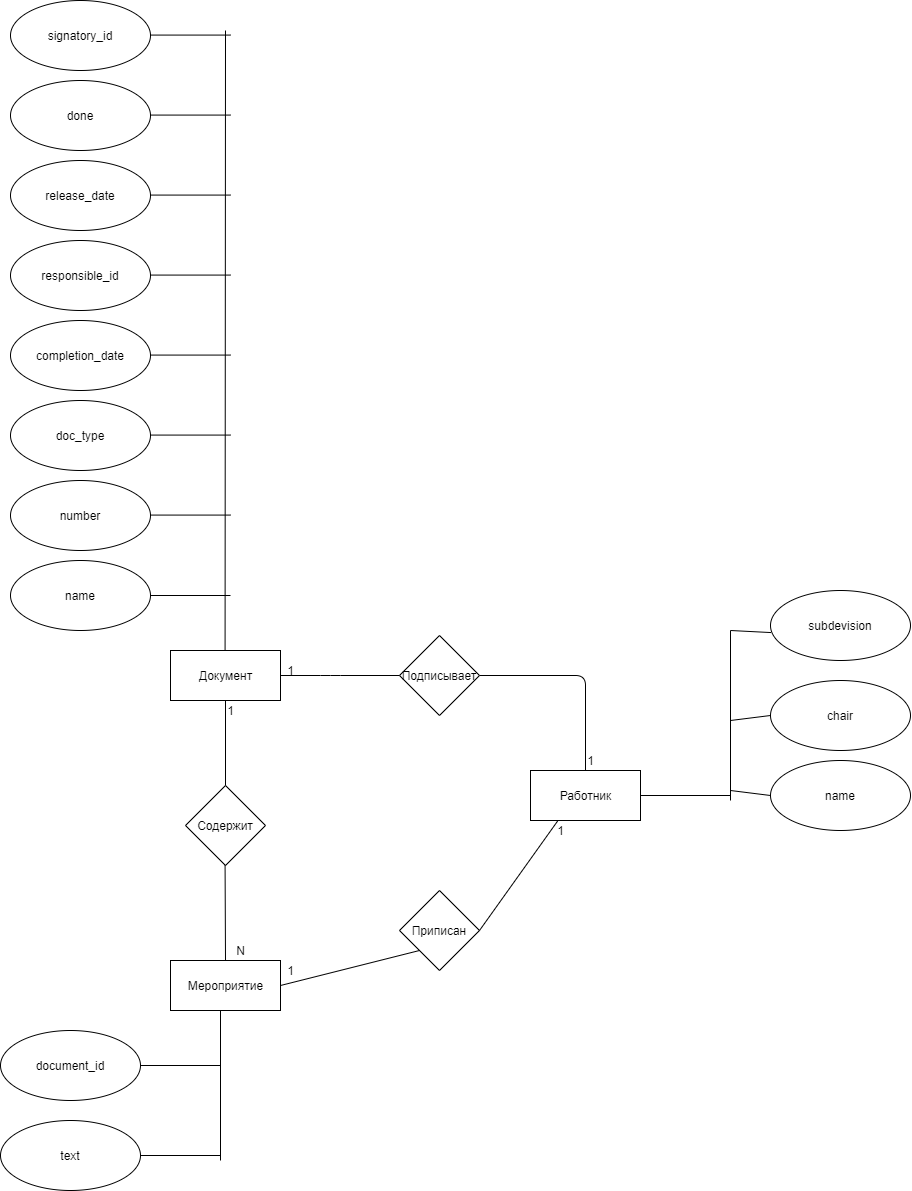 signatory_id
done
release_date
responsible_id
completion_date
doc_type
number
name
subdevision
Документ
1
Подписывает
1
chair
1
Работник
name
Содержит
1
Приписан
N
1
Мероприятие
document_id
text